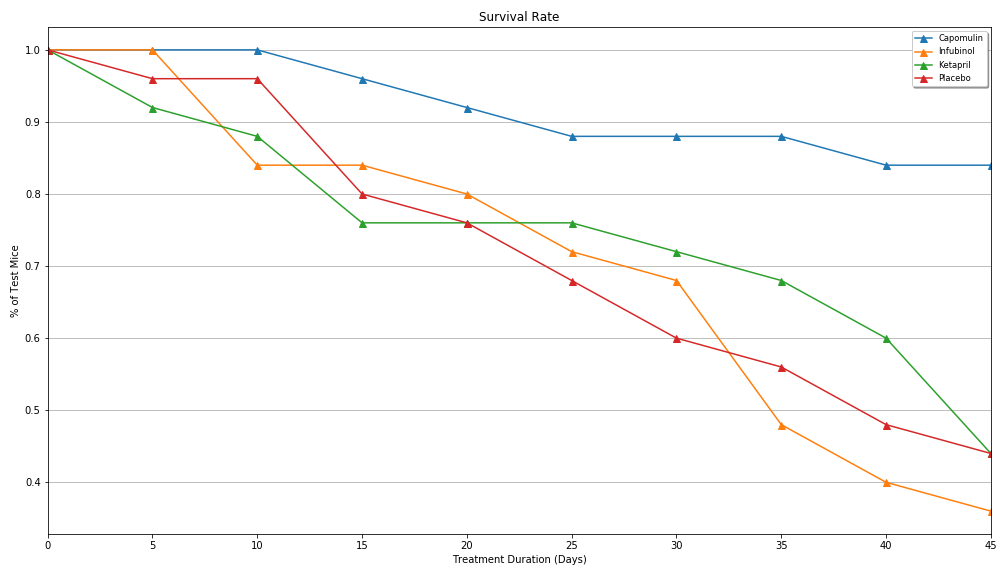 Survival Rate
Capomulin
Infubinol
Ketapril
Placebo
1.0
0.9
0.8
0.7
0.6
0.5
0.4
% of Test Mice
0 5 10 15 20 25 30 35 40 45
Treatment Duration (Days)